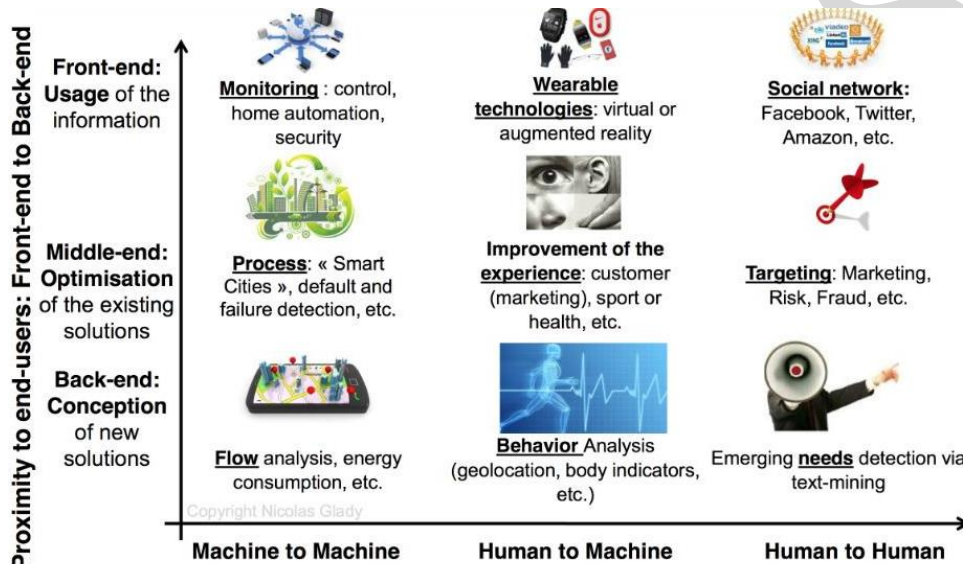 Proximity to end-users: Front-end to Back-end
Front-end:
Usage of the
information
Monitoring : control,
home automation,
security
Wearable
technologies: virtual or
augmented reality
viadeo
XING
LinkedIn
Facebook
Social network:
Facebook, Twitter,
Amazon, etc.
Middle-end:
Optimisation
of the existing
solutions
Process: « Smart
Cities », default and
failure detection, etc.
Improvement of the
experience: customer
(marketing), sport or
health, etc.
Targeting: Marketing,
Risk, Fraud, etc.
Back-end:
Conception
of new
solutions
Flow analysis, energy
consumption, etc.
Behavior Analysis
(geolocation, body indicators,
etc.)
Emerging needs detection via
text-mining
Copyright Nicolas Glady
Machine to Machine
Human to Machine
Human to Human